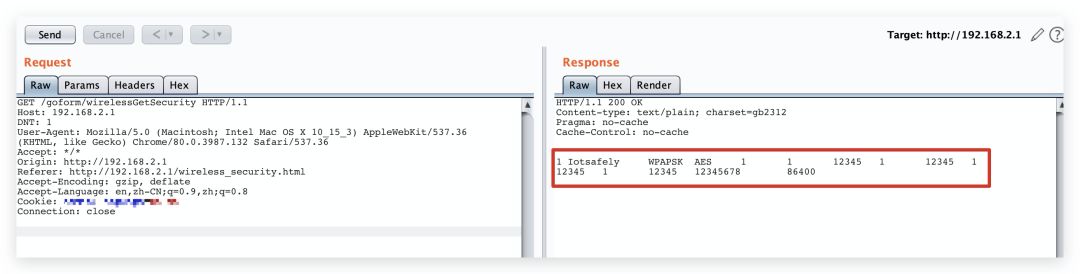 Send Cancel < >
Target: http://192.168.2.1
Request
Raw Params Headers Hex
GET /goform/wirelessGetSecurity HTTP/1.1
Host: 192.168.2.1
DNT: 1
User-Agent: Mozilla/5.0 (Macintosh; Intel Mac OS X 10_15_3) AppleWebKit/537.36
(KHTML, like Gecko) Chrome/80.0.3987.132 Safari/537.36
Accept: */*
Origin: http://192.168.2.1
Referer: http://192.168.2.1/wireless_security.html
Accept-Encoding: gzip, deflate
Accept-Language: en,zh-CN;q=0.9,zh;q=0.8
Cookie:
Connection: close
Response
Raw Hex Render
HTTP/1.1 200 OK
Content-type: text/plain; charset=gb2312
Pragma: no-cache
Cache-Control: no-cache
1 Iotsafely WPAPSK AES 1 1 12345 1 12345 1
12345 1 12345 12345678 86400